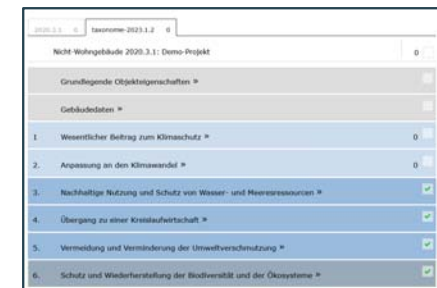 2020.3.1 0 taxonomie-2023.1.2 0
Nicht-Wohngebäude 2020.3.1: Demo-Projekt 0
Grundlegende Objekteigenschaften »
Gebäudedaten »
1 Wesentlicher Beitrag zum Klimaschutz » 0
2. Anpassung an den Klimawandel » 0
3. Nachhaltige Nutzung und Schutz von Wasser- und Meeresressourcen »
4. Übergang zu einer Kreislaufwirtschaft »
5. Vermeidung und Verminderung der Umweltverschmutzung »
6. Schutz und Wiederherstellung der Biodiversität und der Ökosysteme »